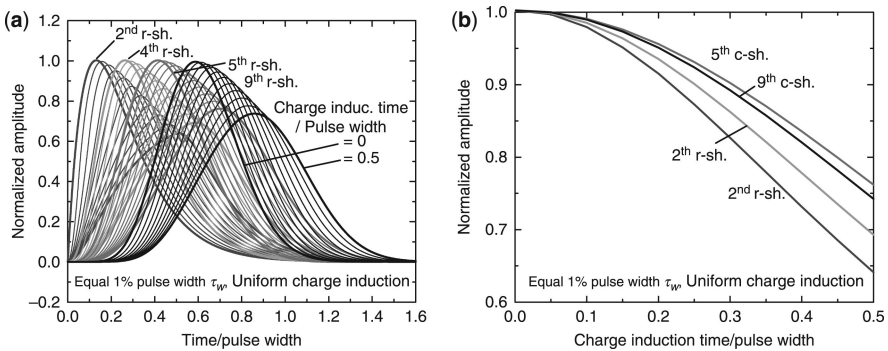 (a)
1.2
1.0
0.8
0.6
0.4
0.2
0.0
−0.2
Normalized amplitude
2nd r-sh.
4th r-sh.
5th r-sh.
9th r-sh.
Charge induc. time
/ Pulse width
= 0
= 0.5
Equal 1% pulse width τw, Uniform charge induction
0.0 0.2 0.4 0.6 0.8 1.0 1.2 1.4 1.6
Time/pulse width
(b)
1.0
0.9
0.8
0.7
0.6
Normalized amplitude
5th c-sh.
9th c-sh.
2th r-sh.
2nd r-sh.
Equal 1% pulse width τw, Uniform charge induction
0.0 0.1 0.2 0.3 0.4 0.5
Charge induction time/pulse width